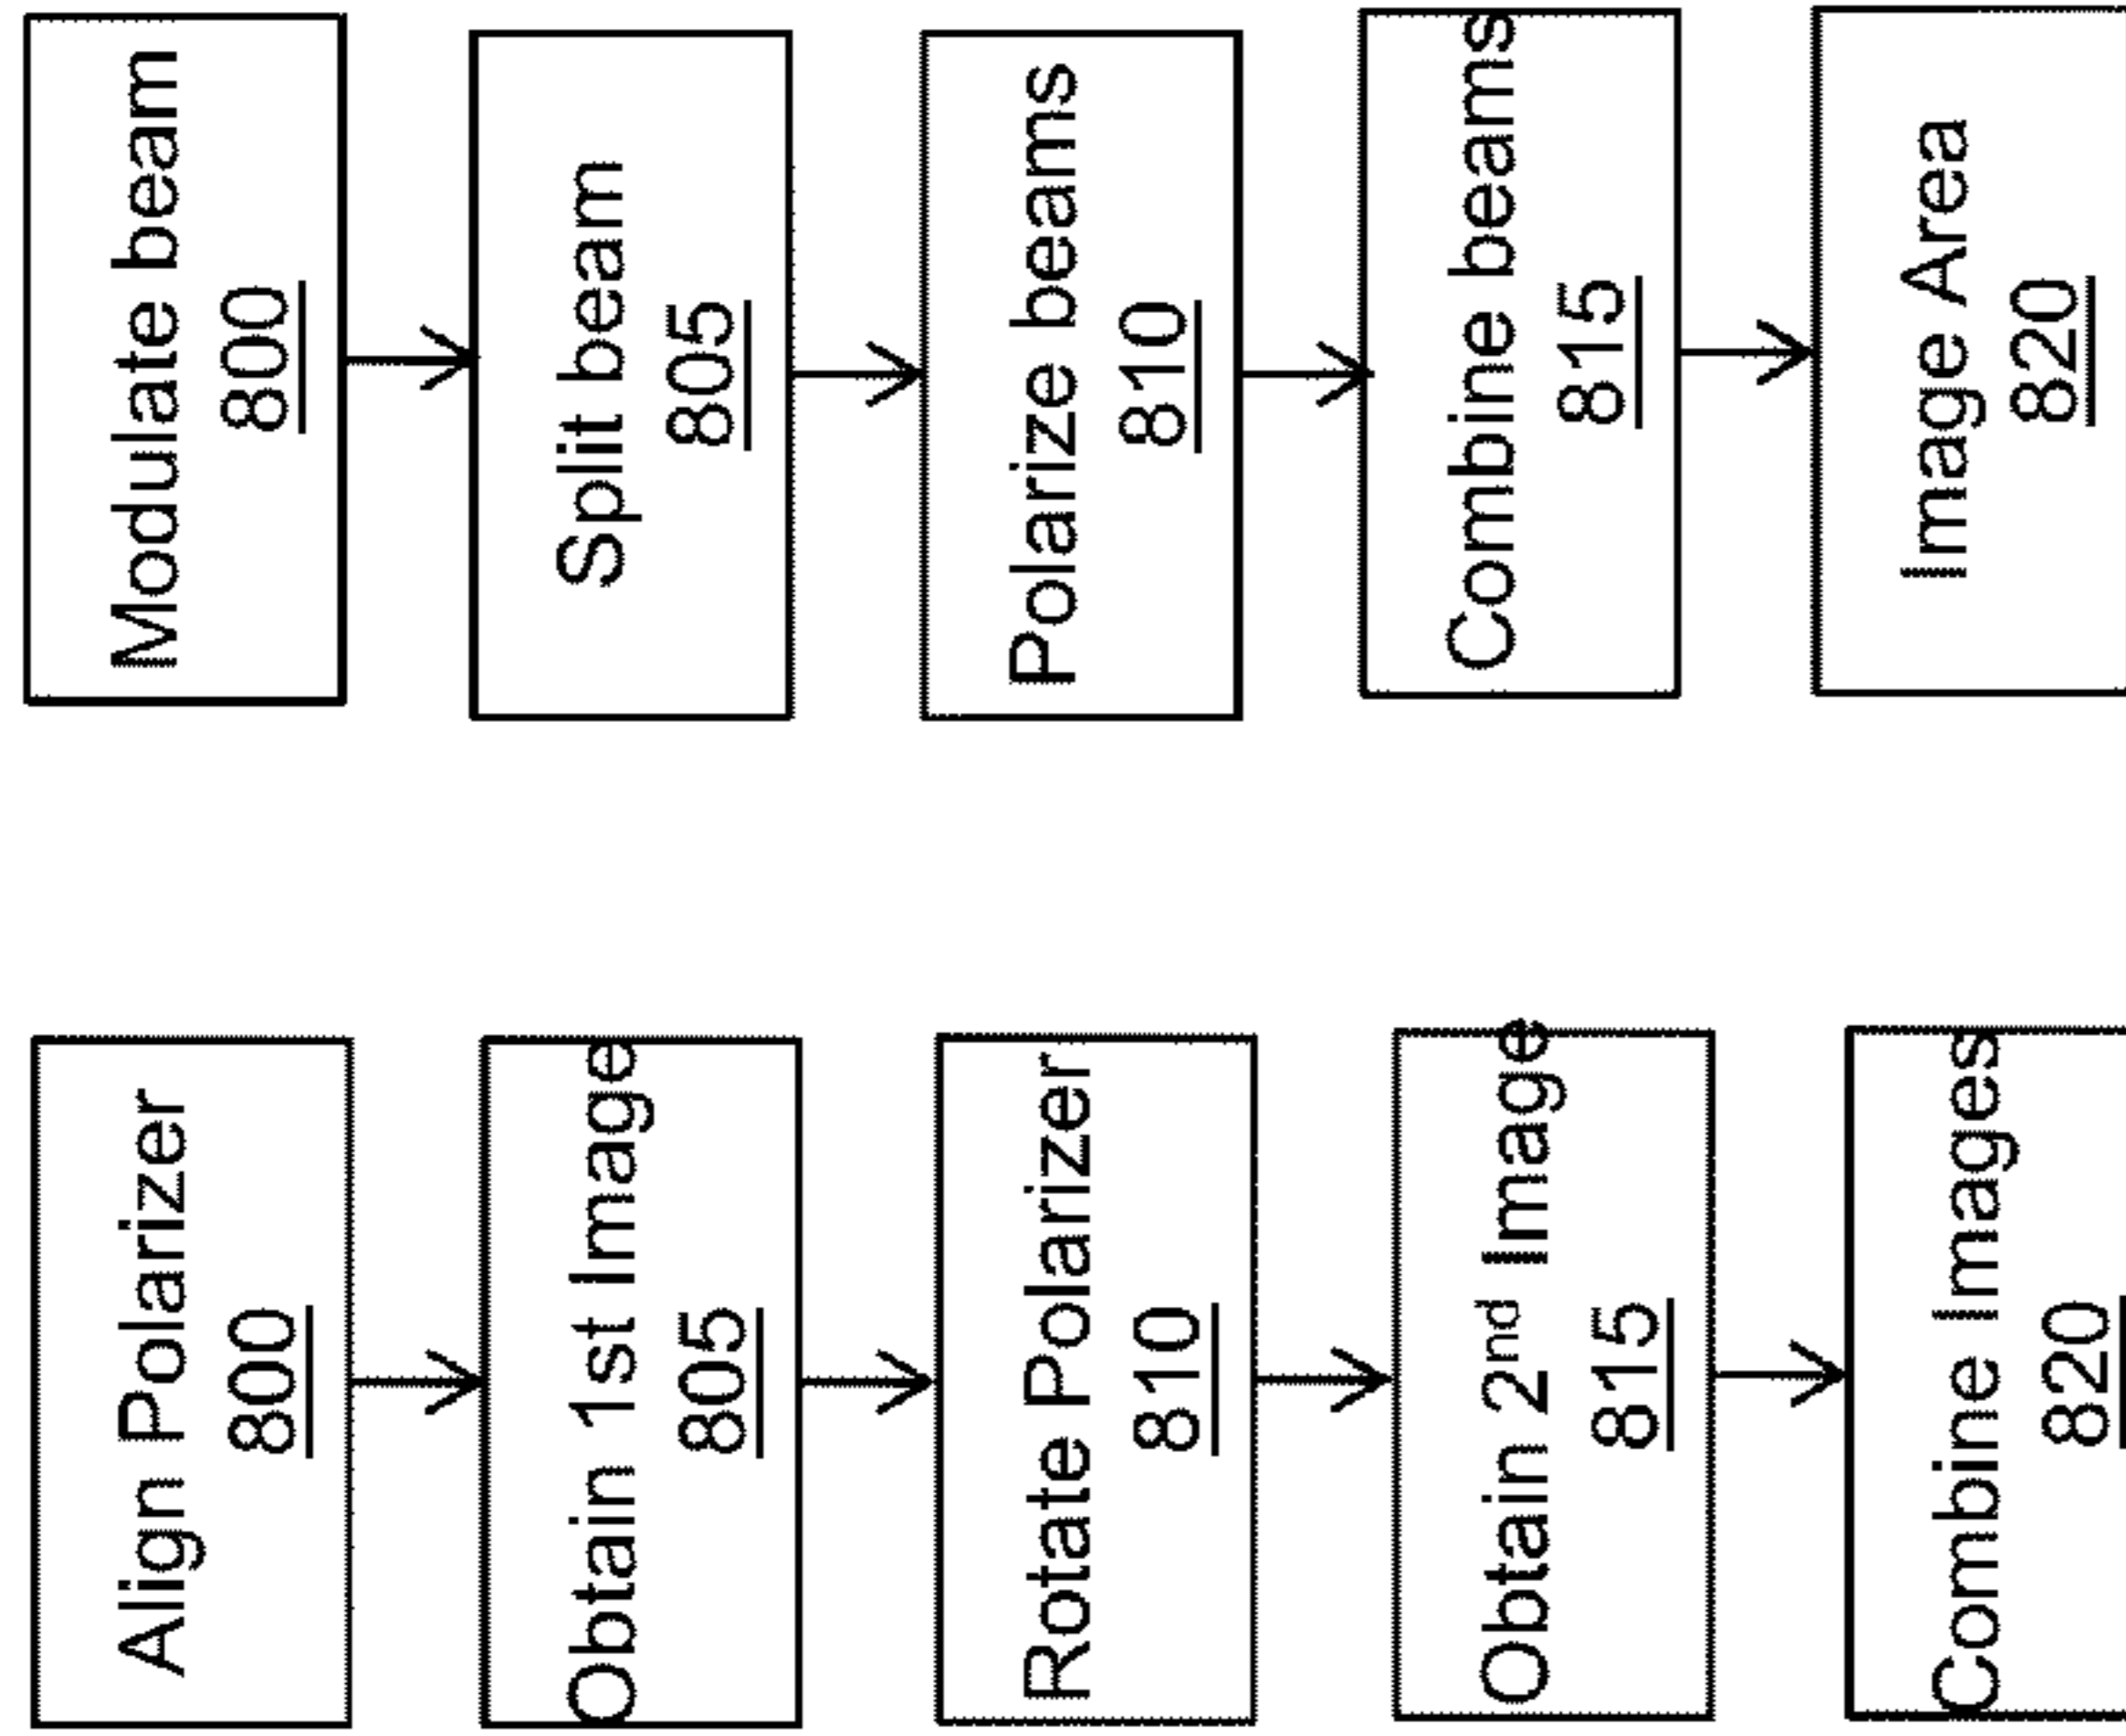 Align Polarizer
800
Obtain 1st Image
805
Rotate Polarizer
810
Obtain 2nd Image
815
Combine Images
820
Modulate beam
800
Split beam
805
Polarize beams
810
Combine beams
815
Image Area
820